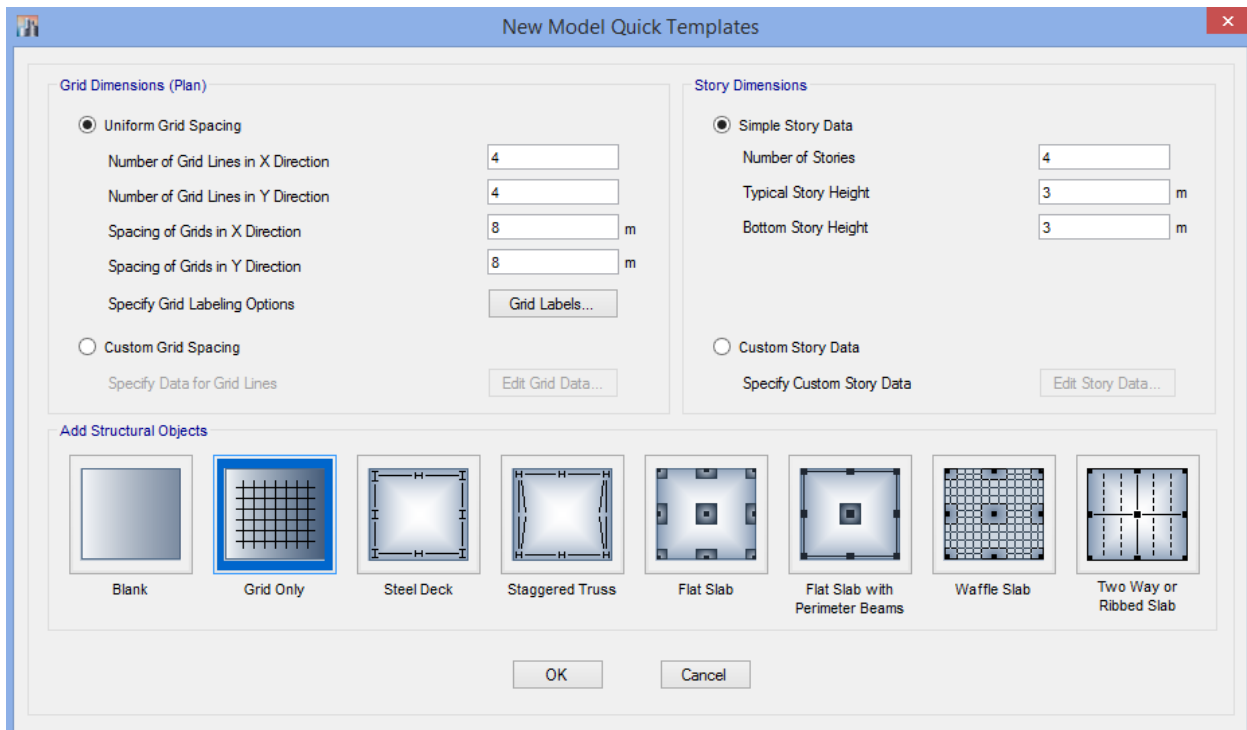 New Model Quick Templates
Grid Dimensions (Plan)
Uniform Grid Spacing
Number of Grid Lines in X Direction 4
Number of Grid Lines in Y Direction 4
Spacing of Grids in X Direction 8 m
Spacing of Grids in Y Direction 8 m
Specify Grid Labeling Options Grid Labels...
Custom Grid Spacing
Specify Data for Grid Lines Edit Grid Data...
Story Dimensions
Simple Story Data
Number of Stories 4
Typical Story Height 3 m
Bottom Story Height 3 m
Custom Story Data
Specify Custom Story Data Edit Story Data...
Add Structural Objects
Blank
Grid Only
Steel Deck
Staggered Truss
Flat Slab
Flat Slab with
Perimeter Beams
Waffle Slab
Two Way or
Ribbed Slab
OK Cancel